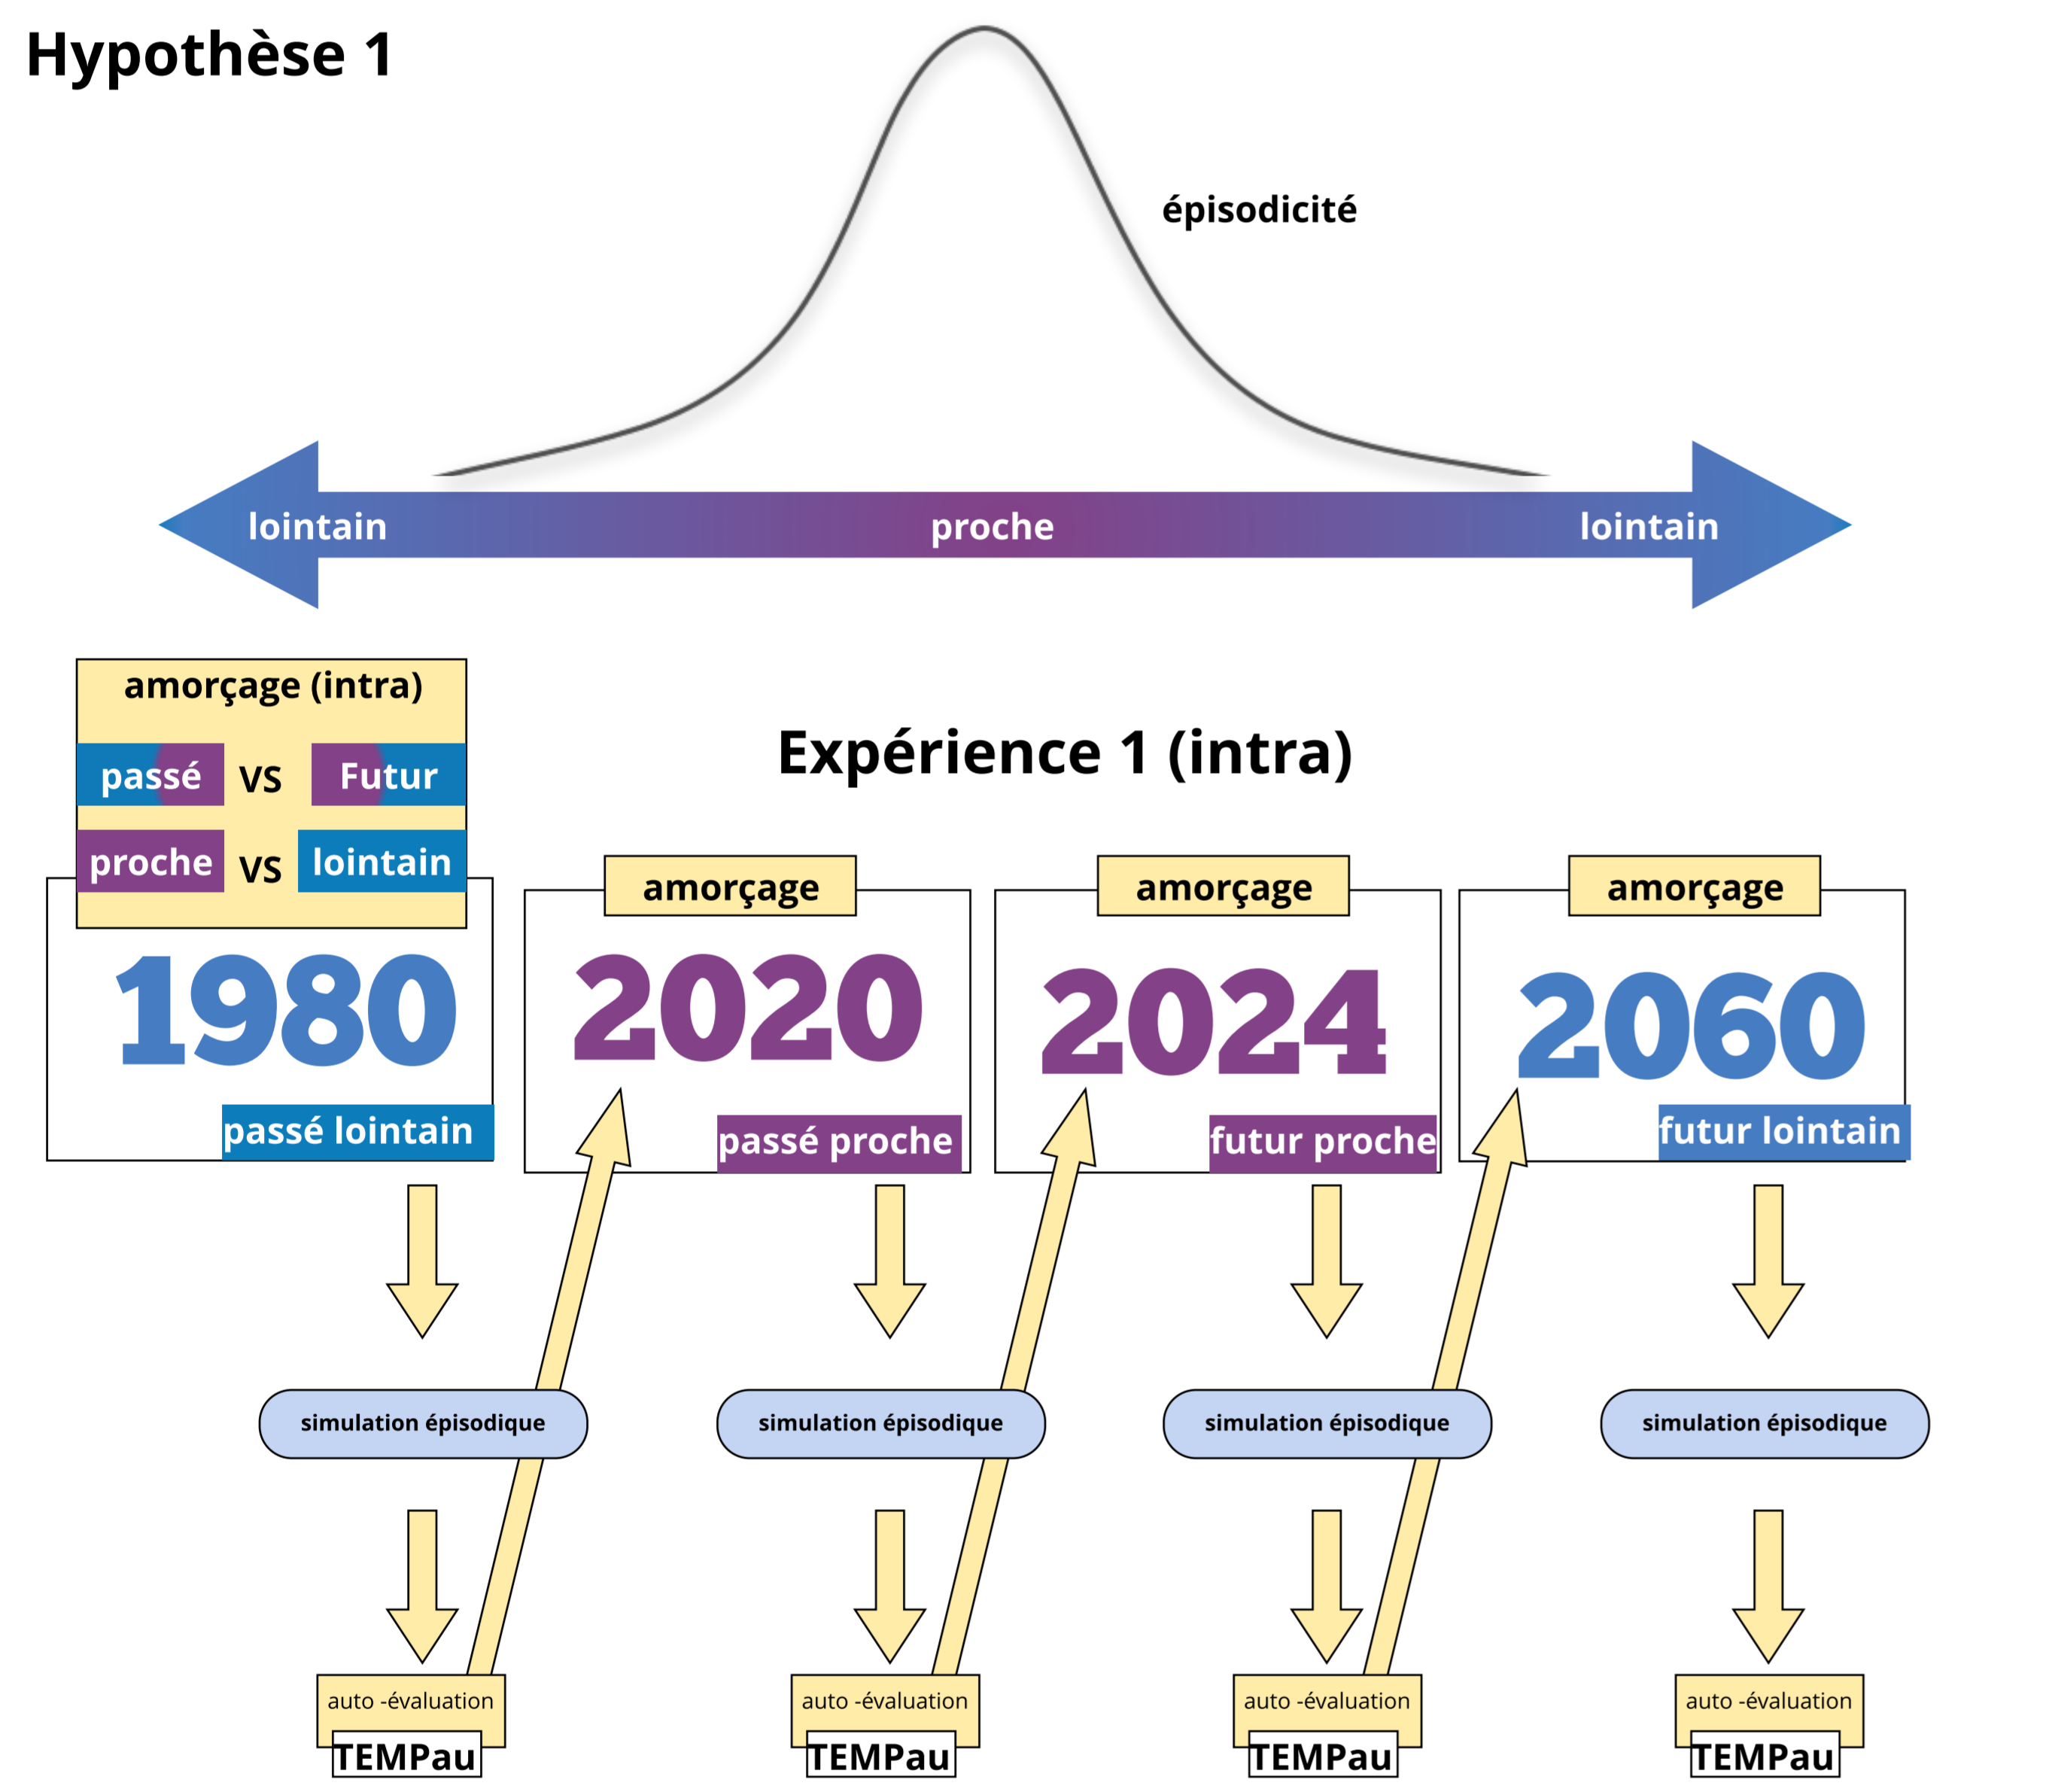 Hypothèse 1
épisodicité
lointain proche lointain
amorçage (intra)
passé VS Futur
proche VS lointain
Expérience 1 (intra)
1980
passé lointain
amorçage
2020
passé proche
amorçage
2024
futur proche
amorçage
2060
futur lointain
simulation épisodique
simulation épisodique
simulation épisodique
simulation épisodique
auto -évaluation
TEMPau
auto -évaluation
TEMPau
auto -évaluation
TEMPau
auto -évaluation
TEMPau